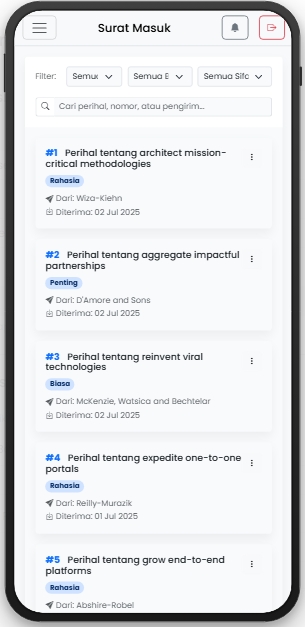 Surat Masuk
Filter: Semua Semua B Semua Sifa
Cari perihal, nomor, atau pengirim...
#1 Perihal tentang architect mission-
critical methodologies
Rahasia
Dari: Wiza-Kiehn
Diterima: 02 Jul 2025
#2 Perihal tentang aggregate impactful
partnerships
Penting
Dari: D'Amore and Sons
Diterima: 02 Jul 2025
#3 Perihal tentang reinvent viral
technologies
Biasa
Dari: McKenzie, Watsica and Bechtelar
Diterima: 02 Jul 2025
#4 Perihal tentang expedite one-to-one
portals
Rahasia
Dari: Reilly-Murazik
Diterima: 01 Jul 2025
#5 Perihal tentang grow end-to-end
platforms
Rahasia
Dari: Abshire-Robel